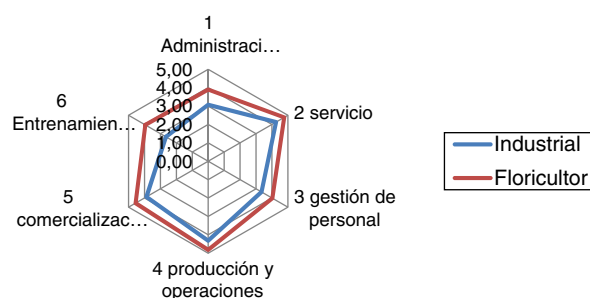 1
Administraci…
5,00
4,00
3,00
2,00
1,00
0,00
2 servicio
3 gestión de
personal
4 producción y
operaciones
5
comercializac…
6
Entrenamien…
Industrial
Floricultor